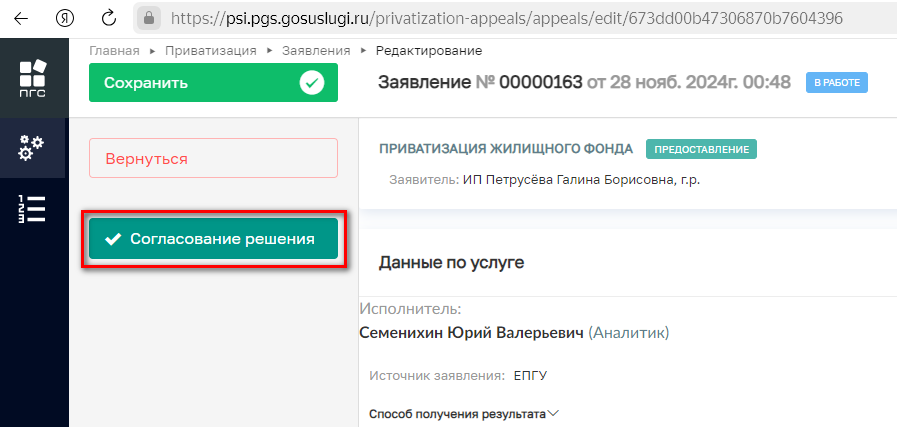 https://psi.pgs.gosuslugi.ru/privatization-appeals/appeals/edit/673dd00b47306870b7604396
Главная ▸ Приватизация ▸ Заявления ▸ Редактирование
ПГС
Сохранить
Заявление № 00000163 от 28 нояб. 2024г. 00:48 В РАБОТЕ
Вернуться
ПРИВАТИЗАЦИЯ ЖИЛИЩНОГО ФОНДА ПРЕДОСТАВЛЕНИЕ
Заявитель: ИП Петрусёва Галина Борисовна, г.р.
Согласование решения
Данные по услуге
Исполнитель:
Семенихин Юрий Валерьевич (Аналитик)
Источник заявления: ЕПГУ
Способ получения результата